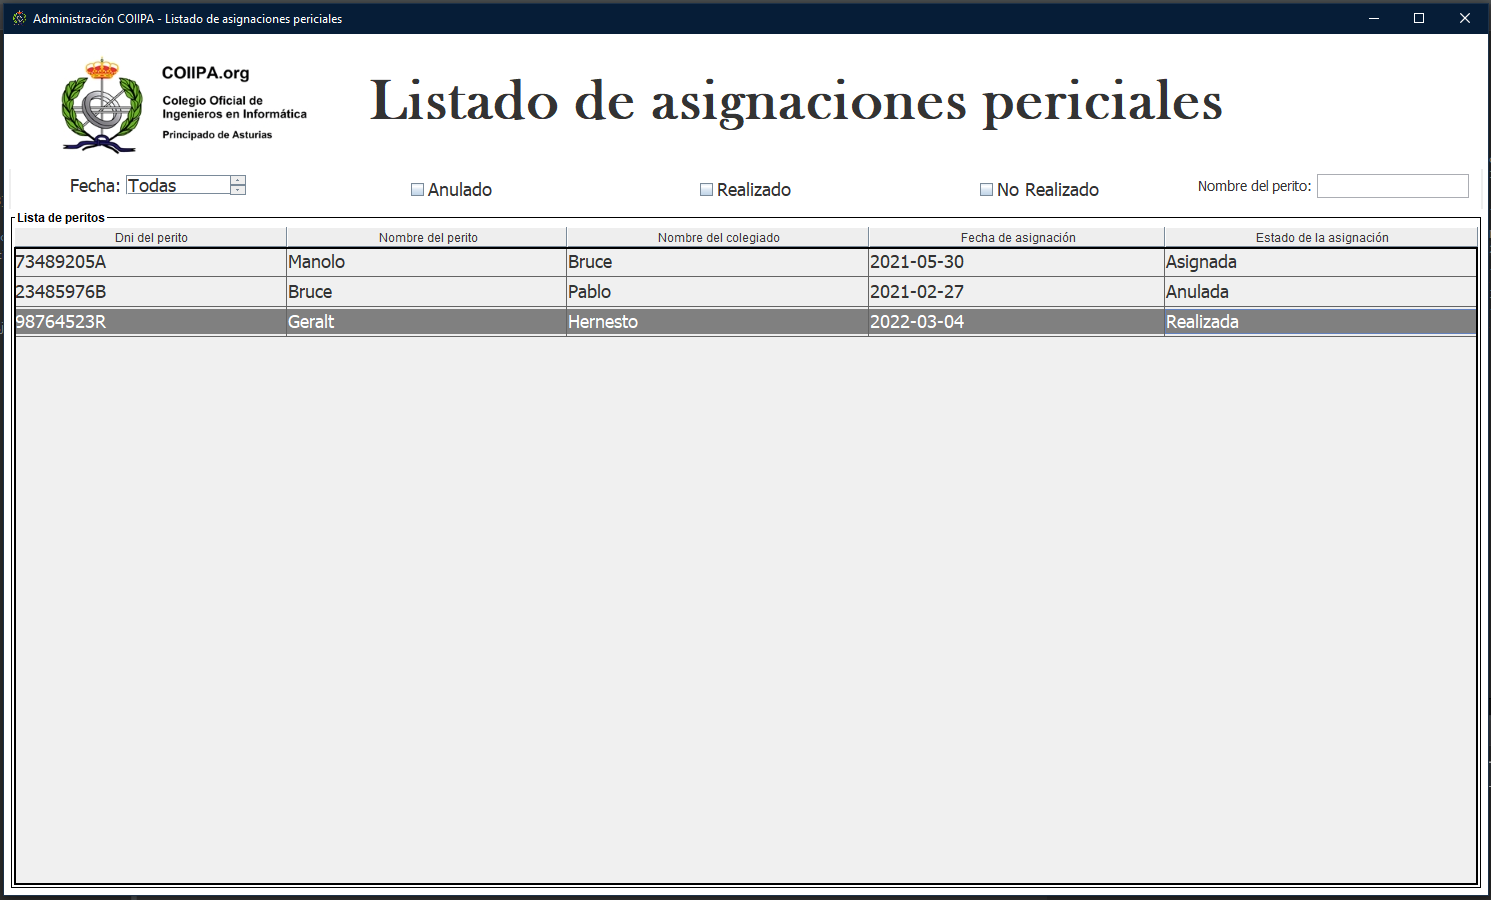 Administración COIIPA - Listado de asignaciones periciales
COIIPA.org
Colegio Oficial de
Ingenieros en Informática
Principado de Asturias
Listado de asignaciones periciales
Fecha: Todas Anulado Realizado No Realizado Nombre del perito:
Lista de peritos
Dni del perito Nombre del perito Nombre del colegiado Fecha de asignación Estado de la asignación
73489205A Manolo Bruce 2021-05-30 Asignada
23485976B Bruce Pablo 2021-02-27 Anulada
98764523R Geralt Hernesto 2022-03-04 Realizada